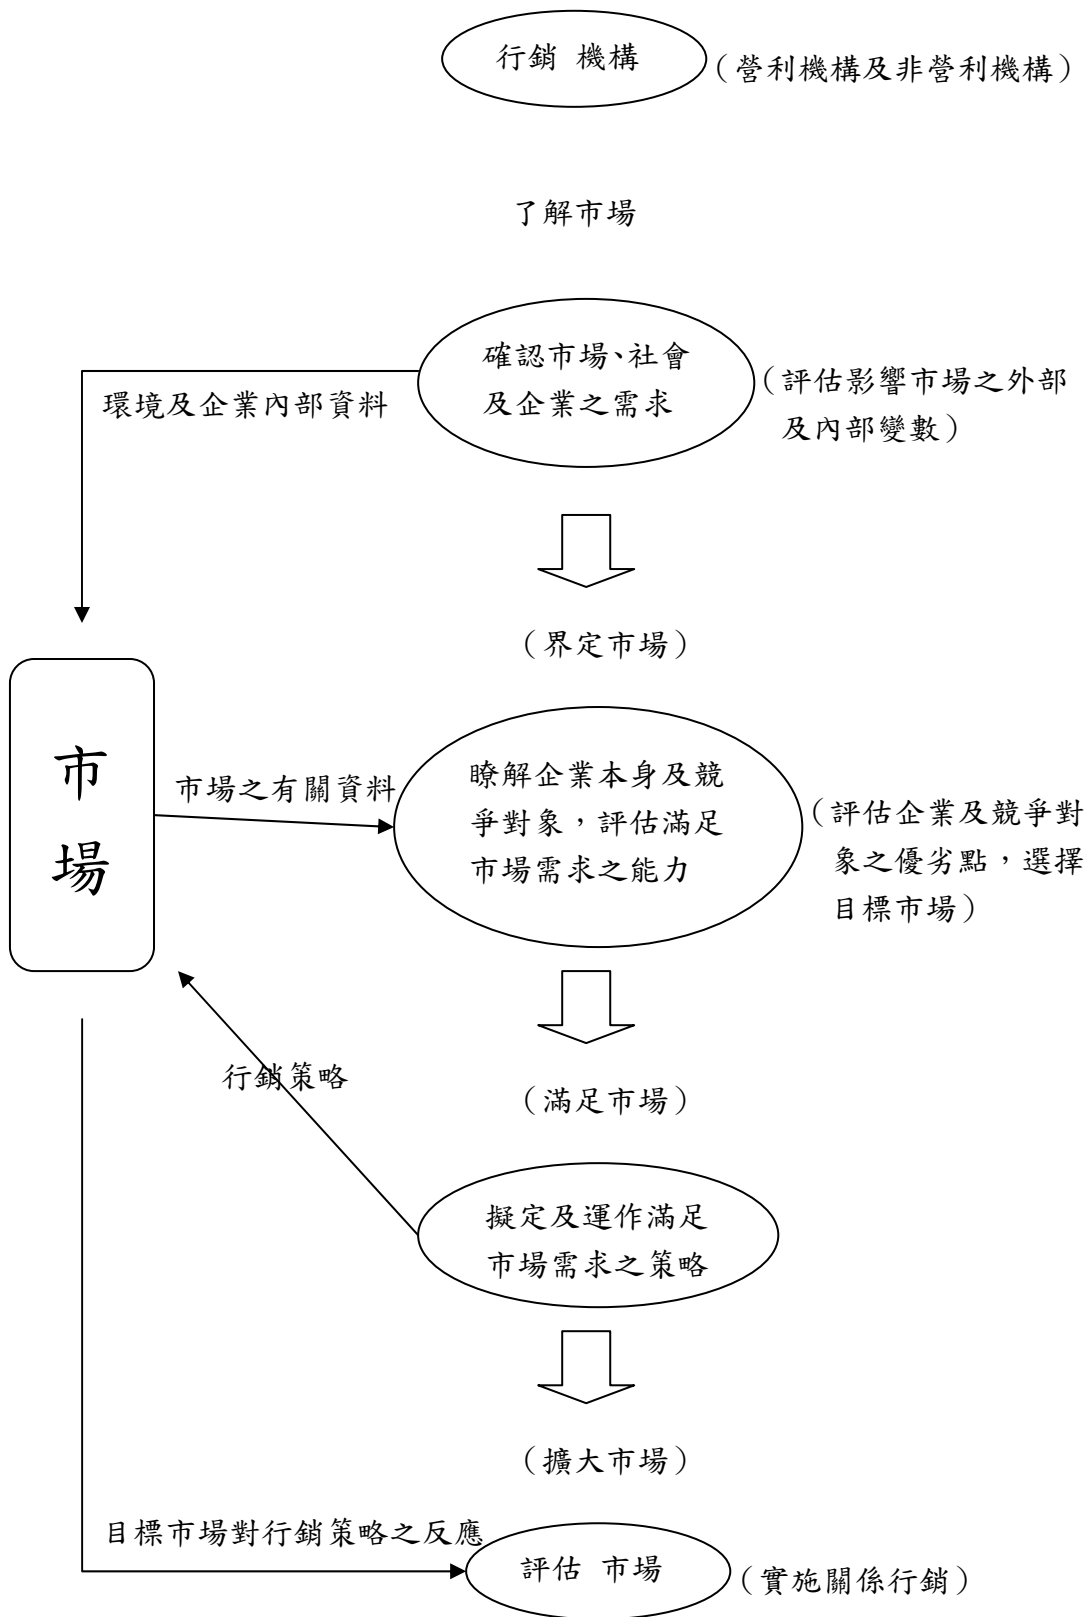 行銷 機構
(營利機構及非營利機構)
了解市場
確認市場、社會
及企業之需求
(評估影響市場之外部
及內部變數)
環境及企業內部資料
(界定市場)
市
場
市場之有關資料
瞭解企業本身及競
爭對象,評估滿足
市場需求之能力
(評估企業及競爭對
象之優劣點,選擇
目標市場)
行銷策略
(滿足市場)
擬定及運作滿足
市場需求之策略
(擴大市場)
目標市場對行銷策略之反應
評估 市場
(實施關係行銷)